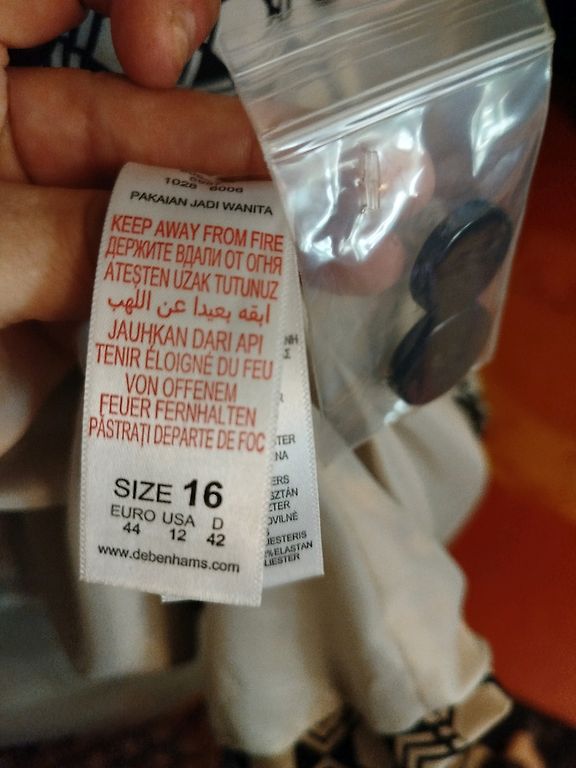 1028 6006
PAKAIAN JADI WANITA
KEEP AWAY FROM FIRE
ДЕРЖИТЕ ВДАЛИ ОТ ОГНЯ
ATEŞTEN UZAK TUTUNUZ
ابقه بعيدا عن اللهب
JAUHKAN DARI API
TENIR ÉLOIGNÉ DU FEU
VON OFFENEM
FEUER FERNHALTEN
PĂSTRAȚI DEPARTE DE FOC
SIZE 16
EURO USA D
44 12 42
www.debenhams.com